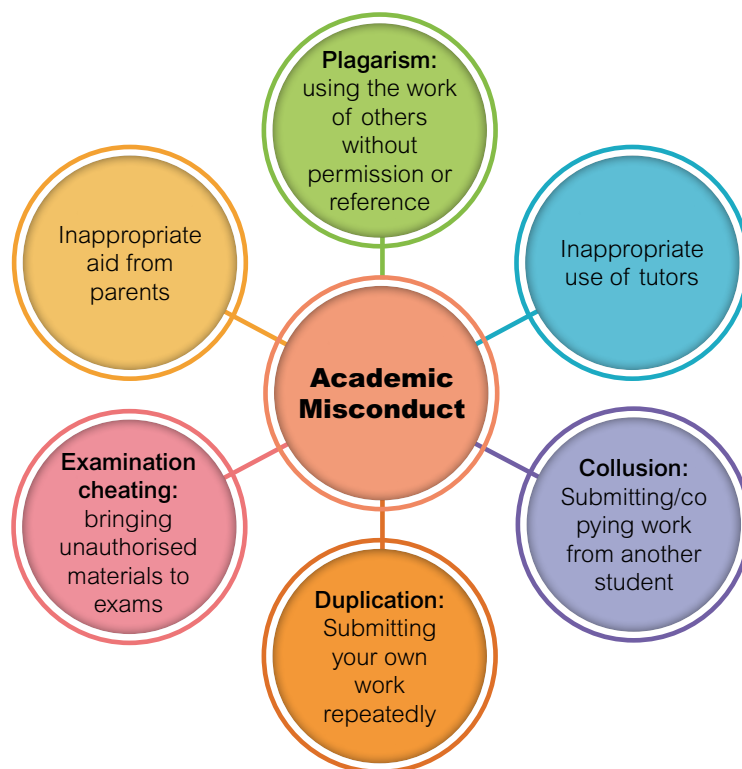 Plagarism:
using the work
of others
without
permission or
reference
Inappropriate
use of tutors
Collusion:
Submitting/co
pying work
from another
student
Duplication:
Submitting
your own
work
repeatedly
Examination
cheating:
bringing
unauthorised
materials to
exams
Inappropriate
aid from
parents
Academic
Misconduct